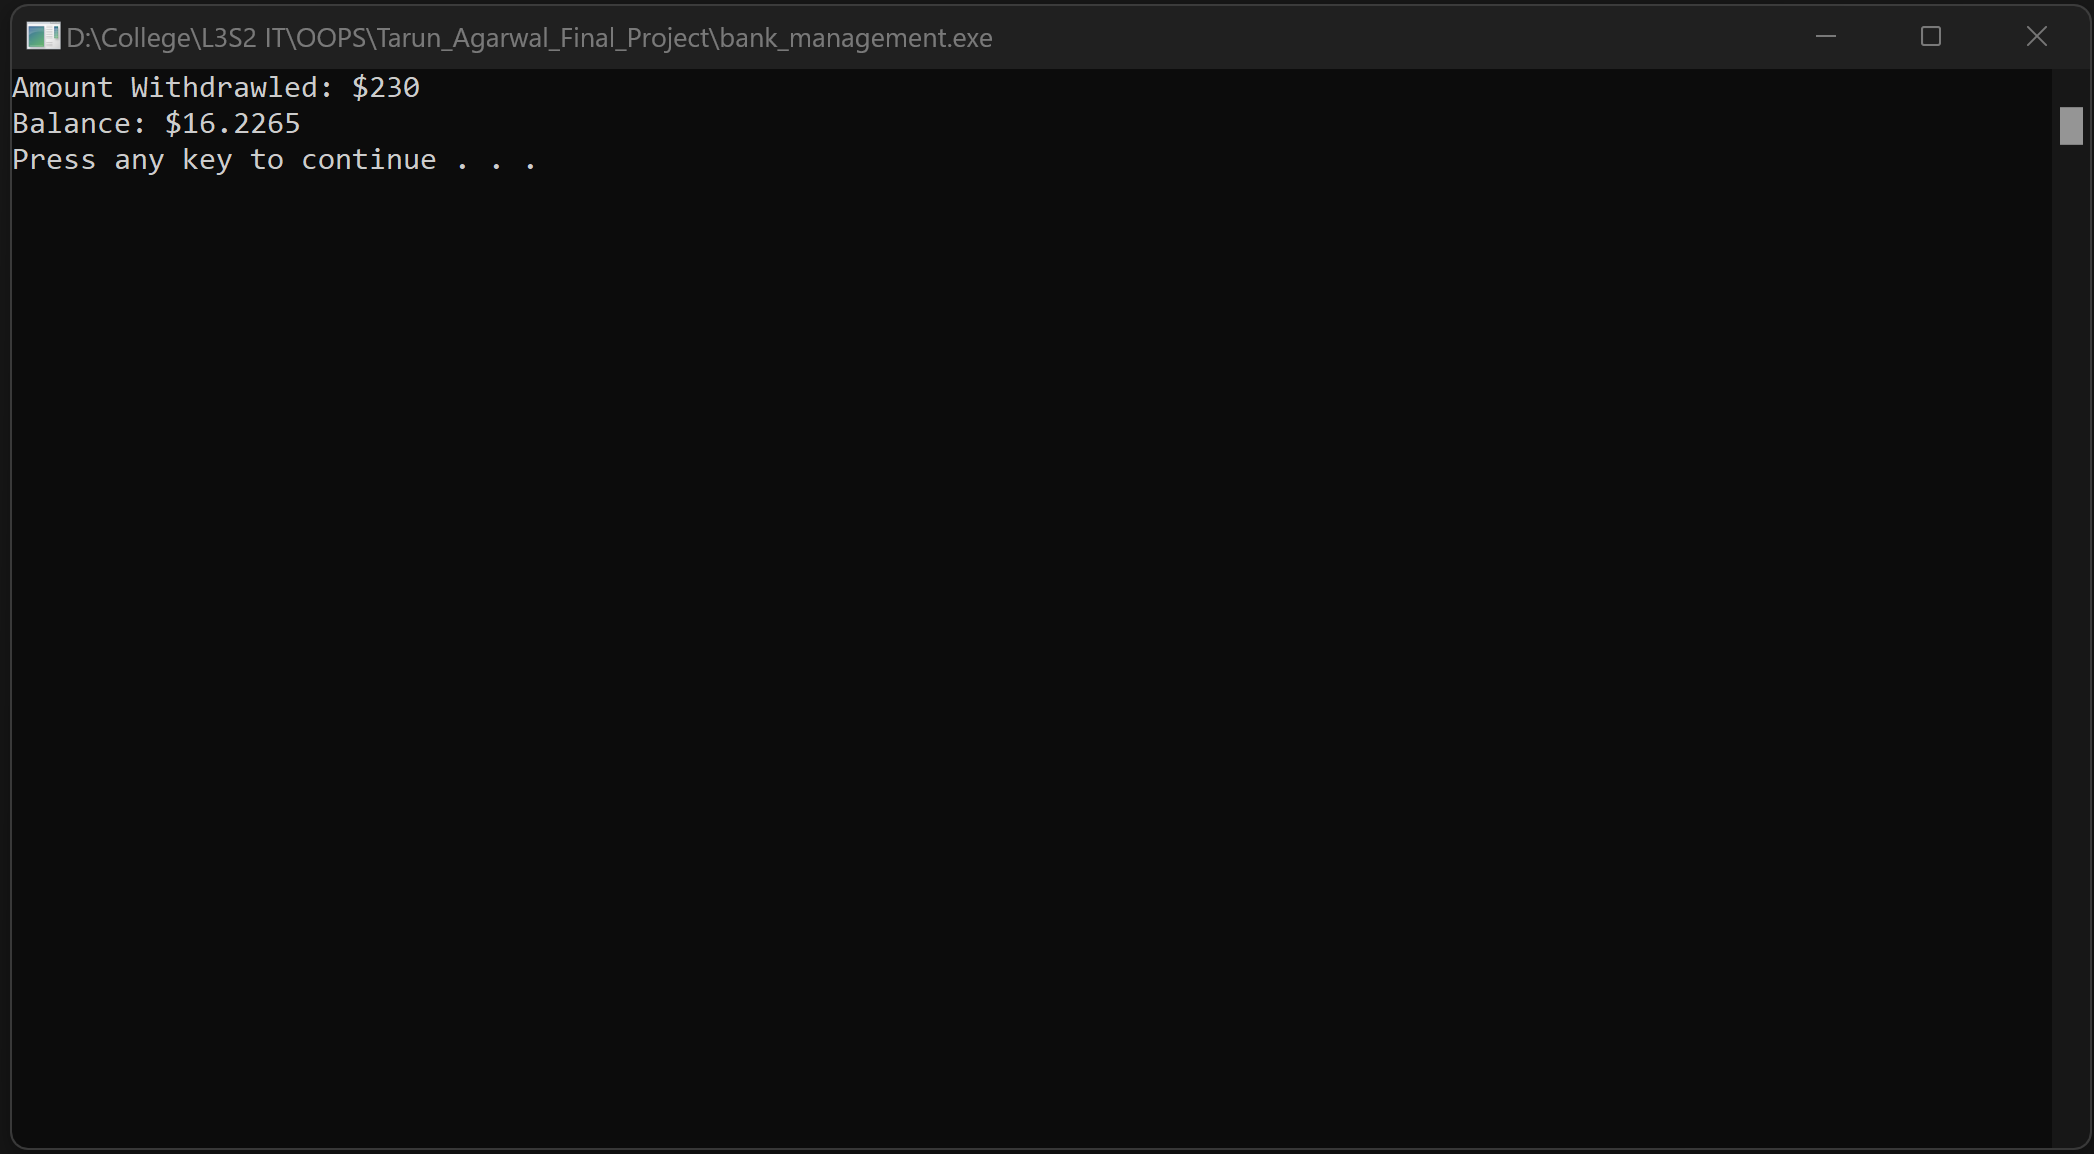 D:\College\L3S2 IT\OOPS\Tarun_Agarwal_Final_Project\bank_management.exe
Amount Withdrawled: $230
Balance: $16.2265
Press any key to continue . . .